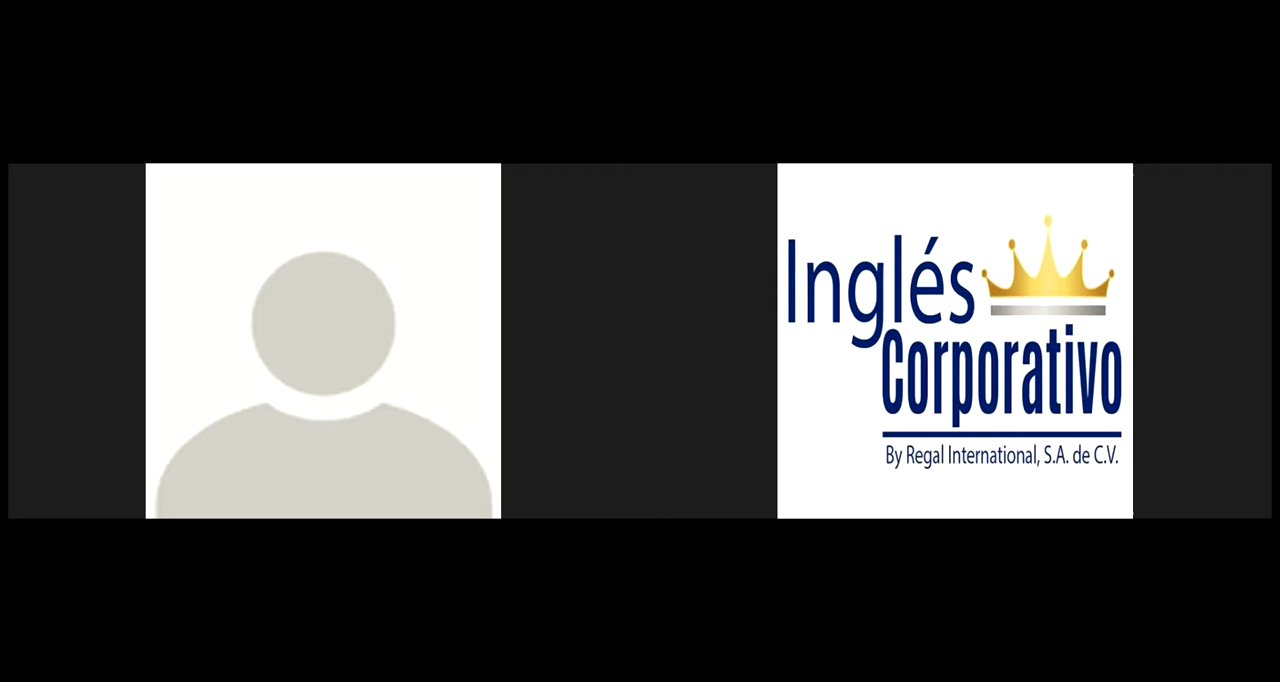 Inglés
Corporativo
By Regal International, S.A. de C.V.